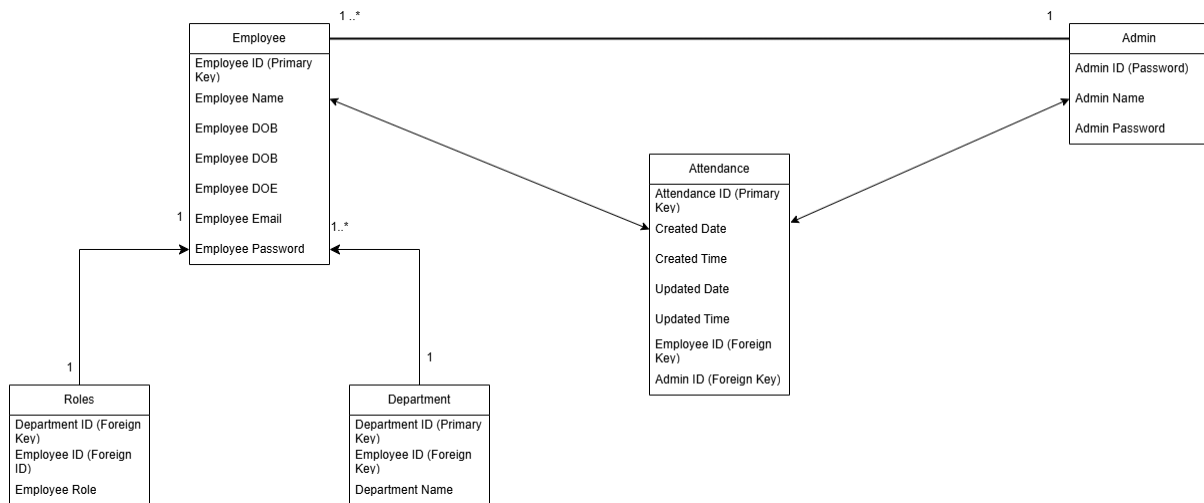 1 ..*
1
Employee
Employee ID (Primary
Key)
Employee Name
Employee DOB
Employee DOB
Employee DOE
Employee Email
Employee Password
Admin
Admin ID (Password)
Admin Name
Admin Password
Attendance
Attendance ID (Primary
Key)
Created Date
Created Time
Updated Date
Updated Time
Employee ID (Foreign
Key)
Admin ID (Foreign Key)
1
1..*
1
1
Roles
Department ID (Foreign
Key)
Employee ID (Foreign
ID)
Employee Role
Department
Department ID (Primary
Key)
Employee ID (Foreign
Key)
Department Name